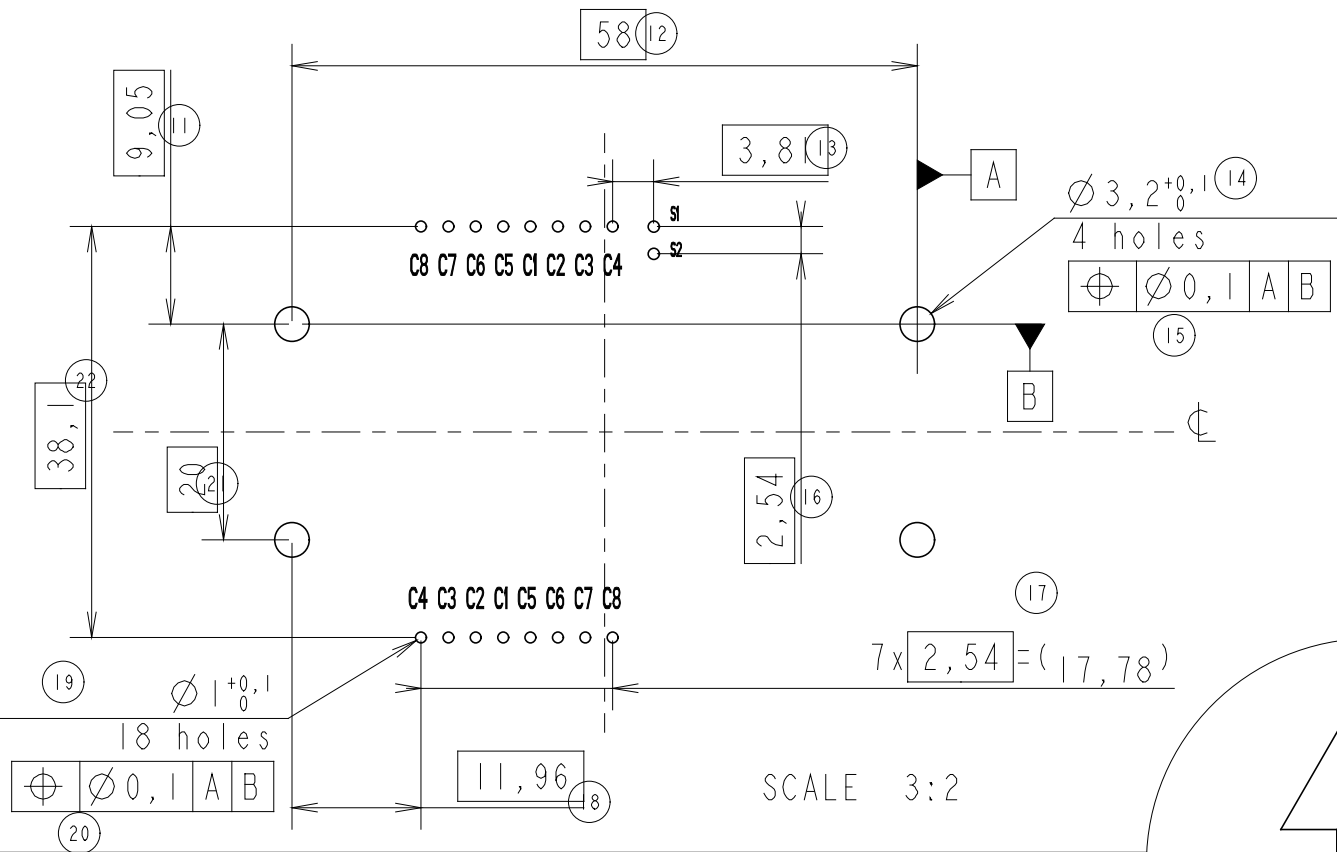 58 12
9,05 11
3,81 13
A
Ø3,2 +0,1 0 14
4 holes
⌖ Ø0,1 A B
15
S1
S2
C8 C7 C6 C5 C1 C2 C3 C4
B
22
38,1
20 21
℄
2,54 16
C4 C3 C2 C1 C5 C6 C7 C8
17
7x 2,54 =( 17,78)
19
Ø1 +0,1 0
18 holes
⌖ Ø0,1 A B
20
11,96 18
SCALE 3:2